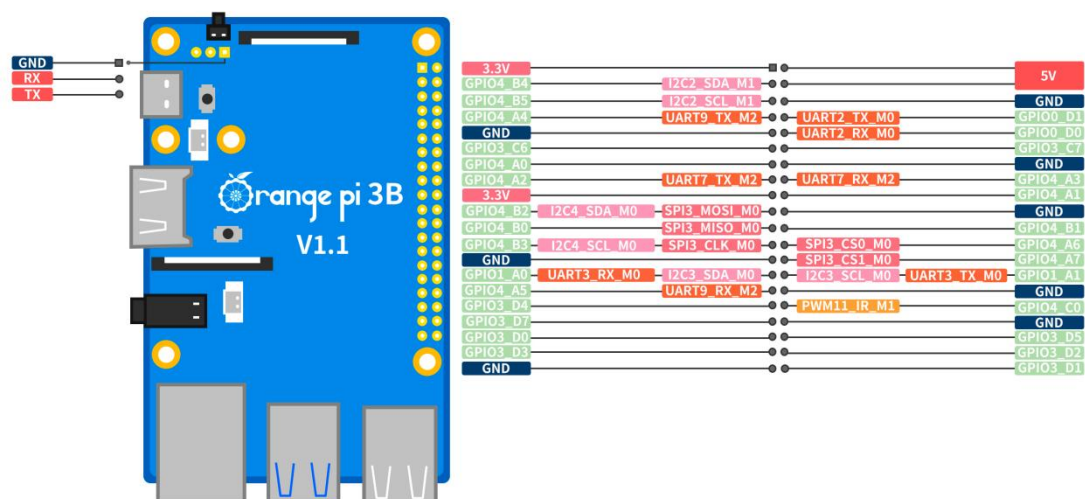 GND
RX
TX
Orange pi 3B
V1.1
3.3V 5V
GPIO4_B4 I2C2_SDA_M1
GPIO4_B5 I2C2_SCL_M1 GND
GPIO4_A4 UART9_TX_M2 UART2_TX_M0 GPIO0_D1
GND UART2_RX_M0 GPIO0_D0
GPIO3_C6 GPIO3_C7
GPIO4_A0 GND
GPIO4_A2 UART7_TX_M2 UART7_RX_M2 GPIO4_A3
3.3V GPIO4_A1
GPIO4_B2 I2C4_SDA_M0 SPI3_MOSI_M0 GND
GPIO4_B0 SPI3_MISO_M0 GPIO4_B1
GPIO4_B3 I2C4_SCL_M0 SPI3_CLK_M0 SPI3_CS0_M0 GPIO4_A6
GND SPI3_CS1_M0 GPIO4_A7
GPIO1_A0 UART3_RX_M0 I2C3_SDA_M0 I2C3_SCL_M0 UART3_TX_M0 GPIO1_A1
GPIO4_A5 UART9_RX_M2 GND
GPIO3_D4 PWM11_IR_M1 GPIO4_C0
GPIO3_D7 GND
GPIO3_D0 GPIO3_D5
GPIO3_D3 GPIO3_D2
GND GPIO3_D1